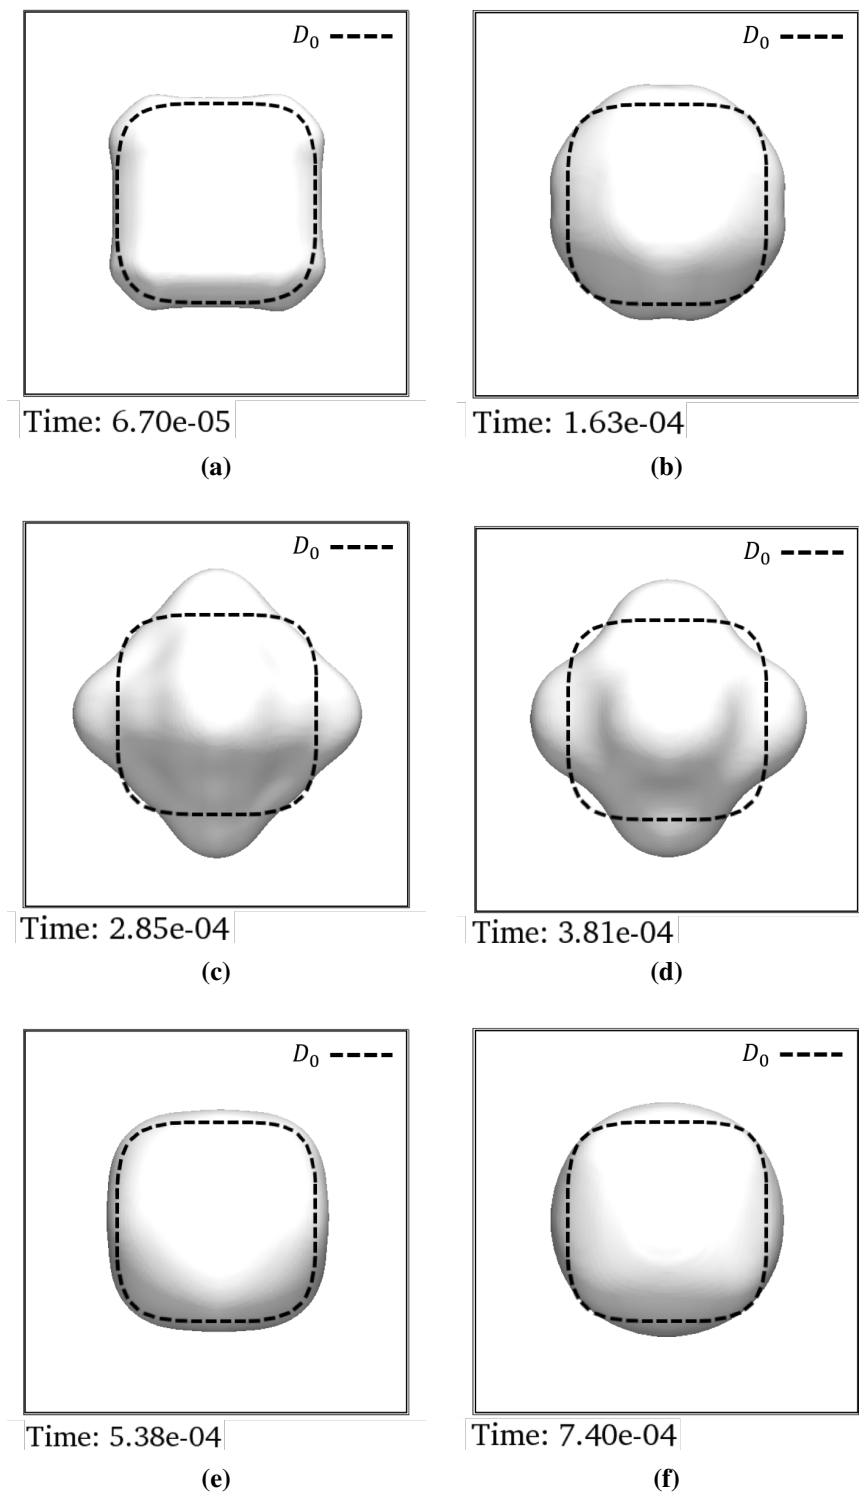 D₀
D₀
Time: 6.70e-05
Time: 1.63e-04
(a)
(b)
D₀
D₀
Time: 2.85e-04
Time: 3.81e-04
(c)
(d)
D₀
D₀
Time: 5.38e-04
Time: 7.40e-04
(e)
(f)